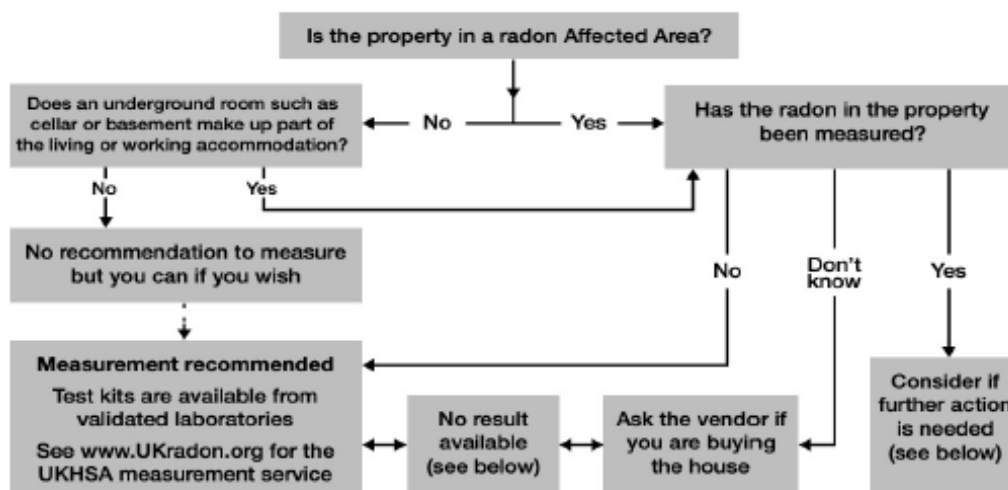 Is the property in a radon Affected Area?
Does an underground room such as
cellar or basement make up part of
the living or working accommodation?
No
Yes
Has the radon in the property
been measured?
No
Yes
No recommendation to measure
but you can if you wish
No
Don't
know
Yes
Measurement recommended
Test kits are available from
validated laboratories
See www.UKradon.org for the
UKHSA measurement service
No result
available
(see below)
Ask the vendor if
you are buying
the house
Consider if
further action
is needed
(see below)